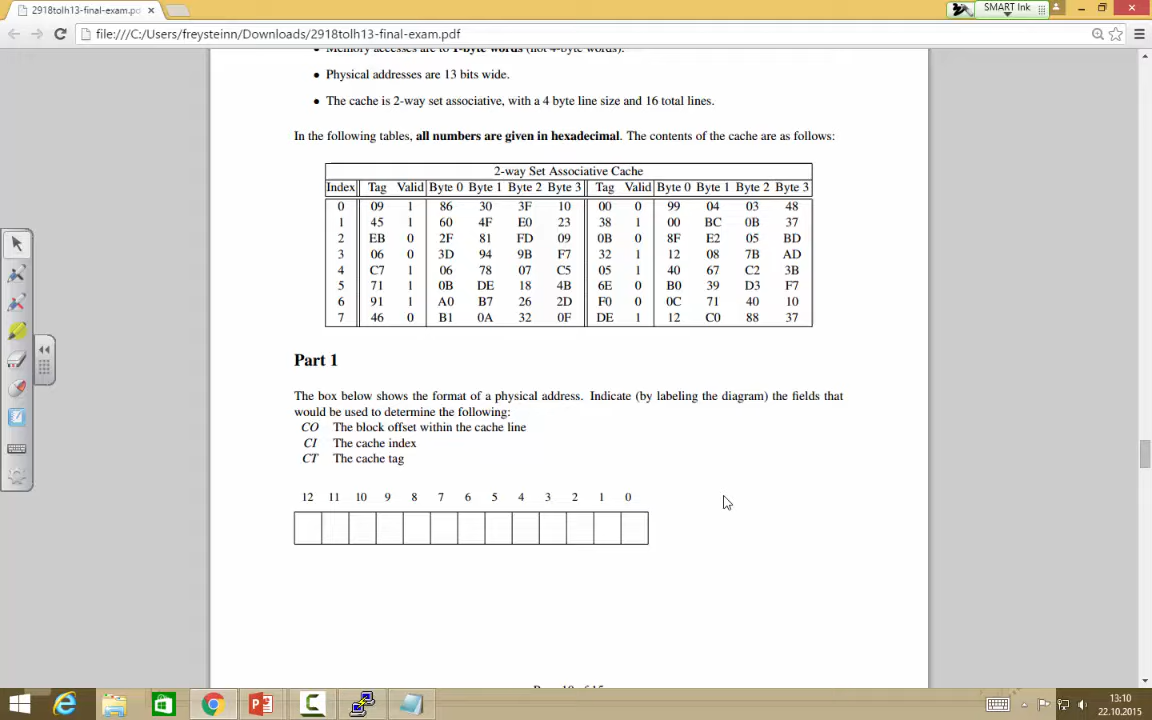 2918tolh13-final-exam.pd
SMART Ink
file:///C:/Users/freysteinn/Downloads/2918tolh13-final-exam.pdf
Memory accesses are to 1-byte words (not 4-byte words).
• Physical addresses are 13 bits wide.
• The cache is 2-way set associative, with a 4 byte line size and 16 total lines.
In the following tables, all numbers are given in hexadecimal. The contents of the cache are as follows:
2-way Set Associative Cache
Index Tag Valid Byte 0 Byte 1 Byte 2 Byte 3 Tag Valid Byte 0 Byte 1 Byte 2 Byte 3
0 09 1 86 30 3F 10 00 0 99 04 03 48
1 45 1 60 4F E0 23 38 1 00 BC 0B 37
2 EB 0 2F 81 FD 09 0B 0 8F E2 05 BD
3 06 0 3D 94 9B F7 32 1 12 08 7B AD
4 C7 1 06 78 07 C5 05 1 40 67 C2 3B
5 71 1 0B DE 18 4B 6E 0 B0 39 D3 F7
6 91 1 A0 B7 26 2D F0 0 0C 71 40 10
7 46 0 B1 0A 32 0F DE 1 12 C0 88 37
Part 1
The box below shows the format of a physical address. Indicate (by labeling the diagram) the fields that
would be used to determine the following:
CO The block offset within the cache line
CI The cache index
CT The cache tag
12 11 10 9 8 7 6 5 4 3 2 1 0
13:10
22.10.2015